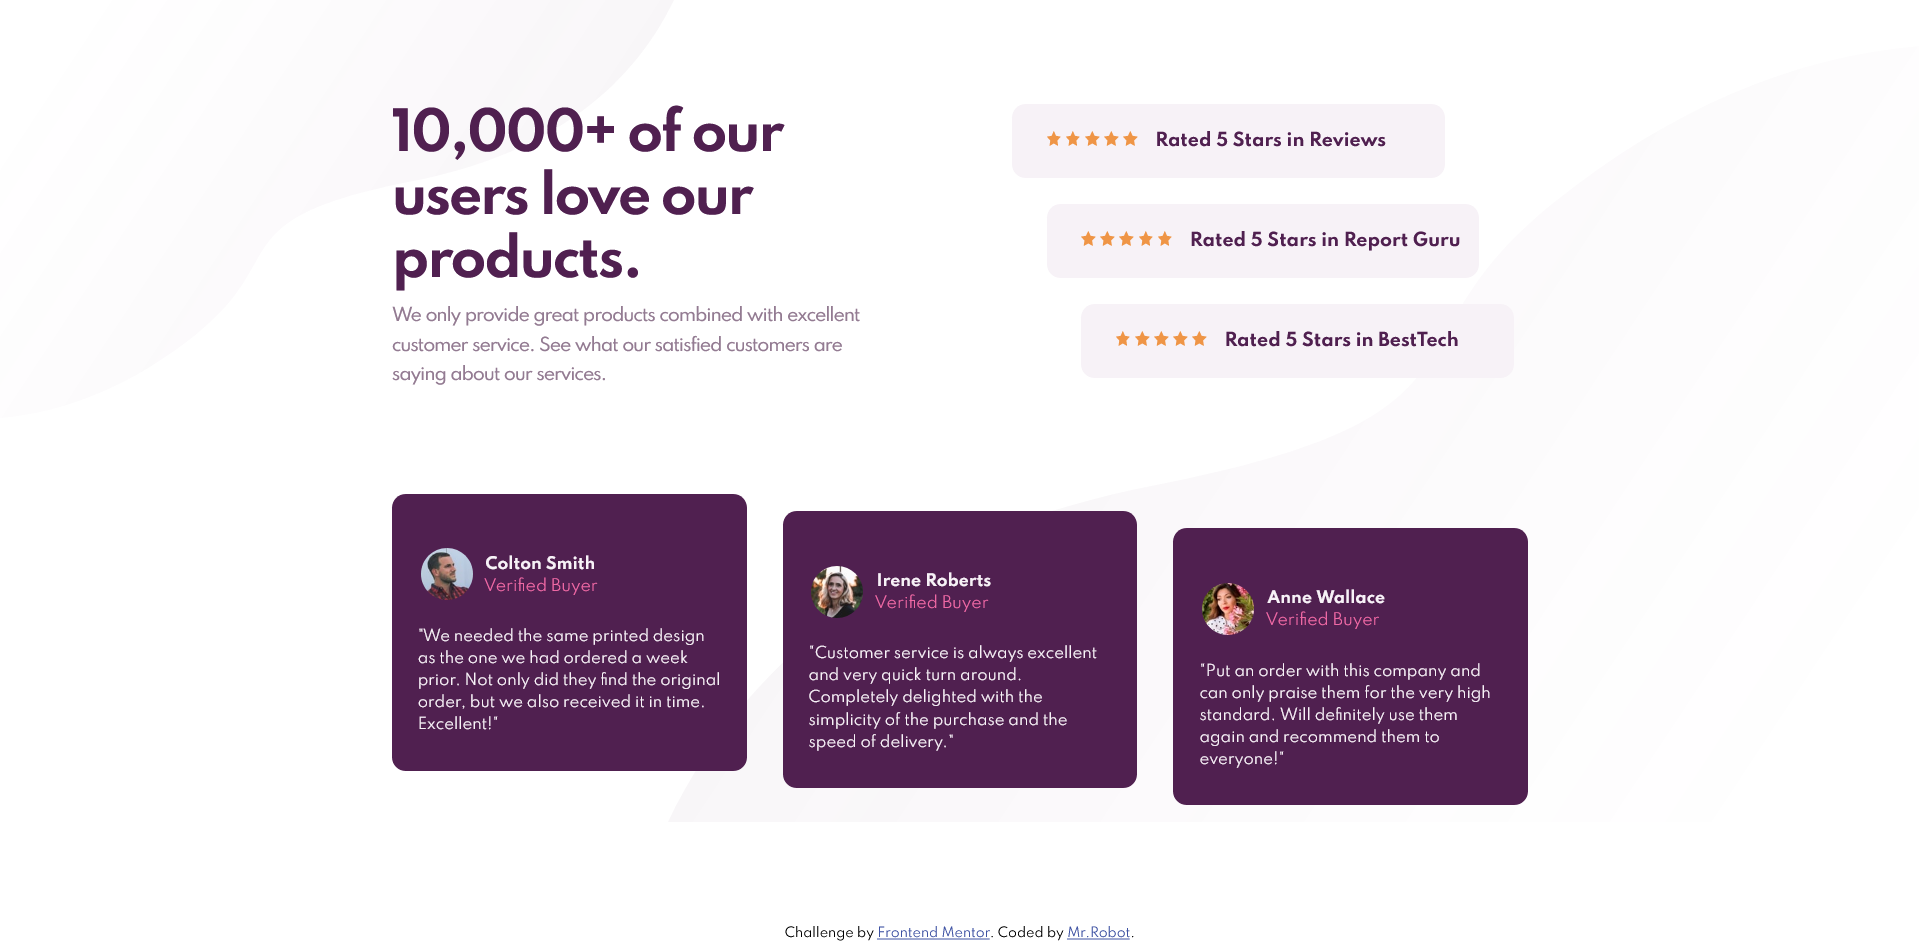 10,000+ of our
users love our
products.
We only provide great products combined with excellent
customer service. See what our satisfied customers are
saying about our services.
Rated 5 Stars in Reviews
Rated 5 Stars in Report Guru
Rated 5 Stars in BestTech
Colton Smith
Verified Buyer
"We needed the same printed design
as the one we had ordered a week
prior. Not only did they find the original
order, but we also received it in time.
Excellent!"
Irene Roberts
Verified Buyer
"Customer service is always excellent
and very quick turn around.
Completely delighted with the
simplicity of the purchase and the
speed of delivery."
Anne Wallace
Verified Buyer
"Put an order with this company and
can only praise them for the very high
standard. Will definitely use them
again and recommend them to
everyone!"
Challenge by Frontend Mentor. Coded by Mr.Robot.